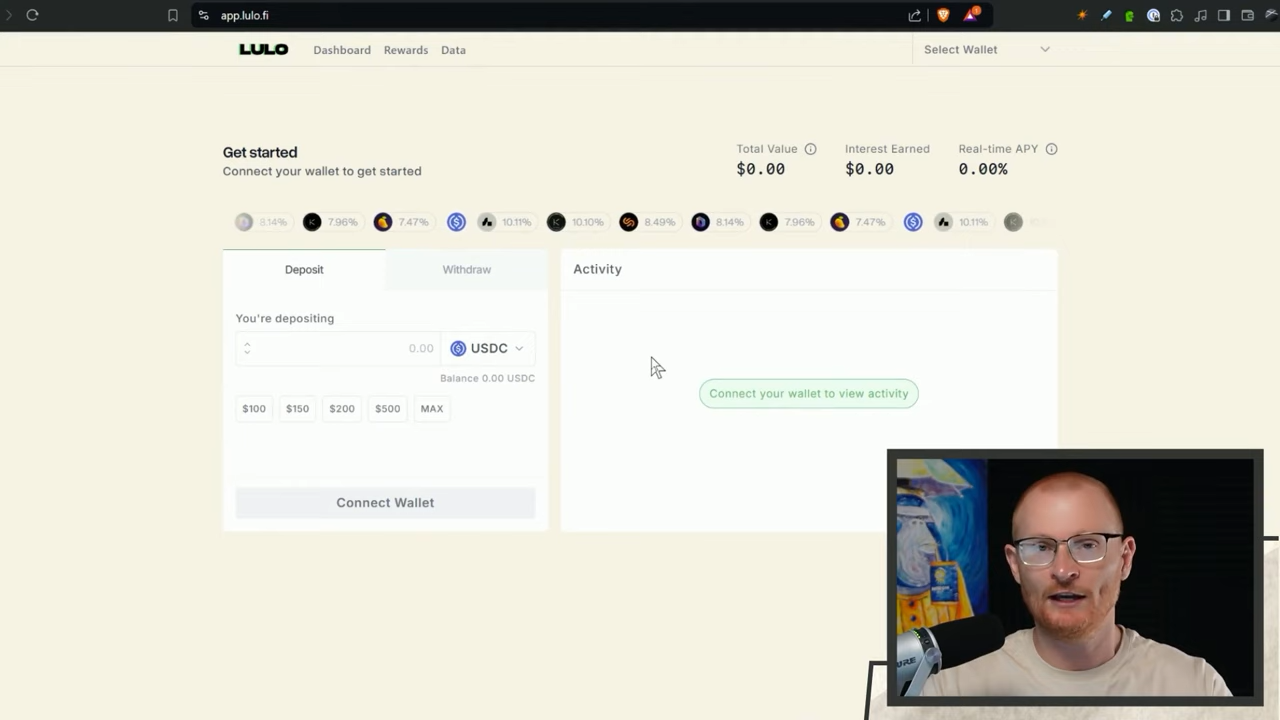 app.lulo.fi
1
LULO Dashboard Rewards Data Select Wallet
Get started
Connect your wallet to get started
Total Value Interest Earned Real-time APY
$0.00 $0.00 0.00%
8.14% 7.96% 7.47% 10.11% 10.10% 8.49% 8.14% 7.96% 7.47% 10.11%
Deposit Withdraw
Activity
You're depositing
0.00 USDC
Balance 0.00 USDC
$100 $150 $200 $500 MAX
Connect your wallet to view activity
Connect Wallet